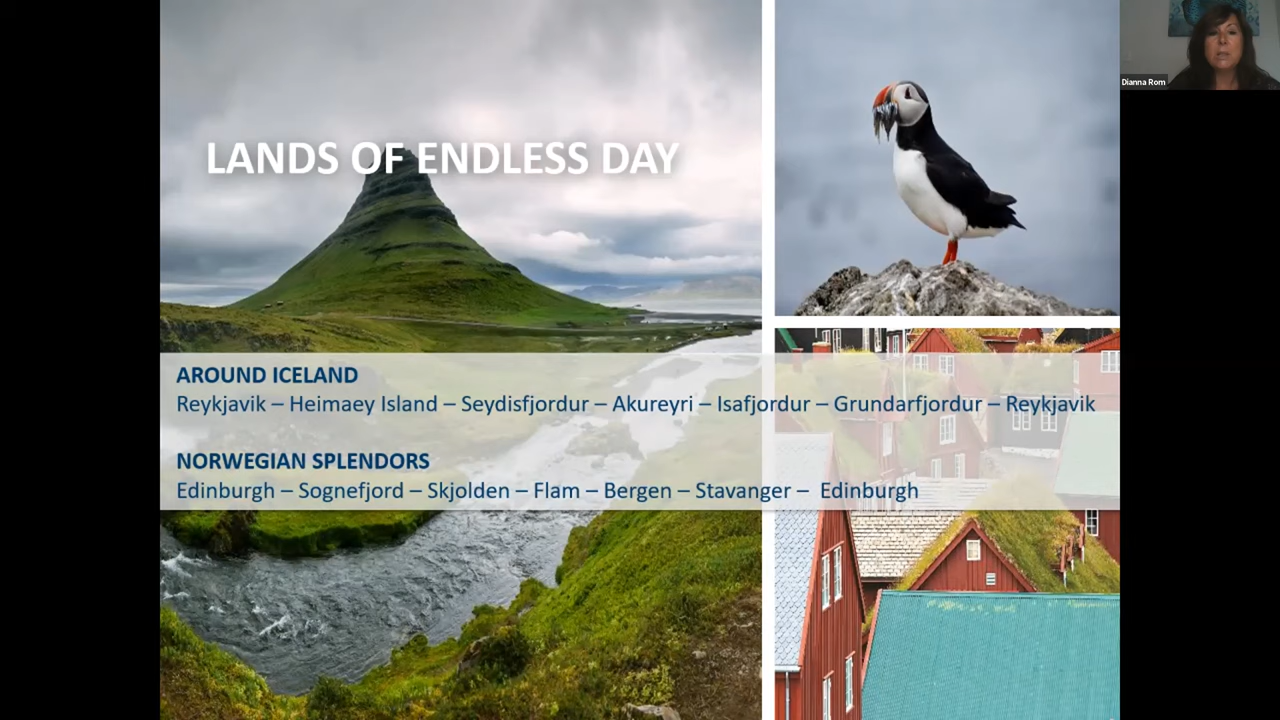 LANDS OF ENDLESS DAY
Dianna Rom
AROUND ICELAND
Reykjavik – Heimaey Island – Seydisfjordur – Akureyri – Isafjordur – Grundarfjordur – Reykjavik
NORWEGIAN SPLENDORS
Edinburgh – Sognefjord – Skjolden – Flam – Bergen – Stavanger –  Edinburgh